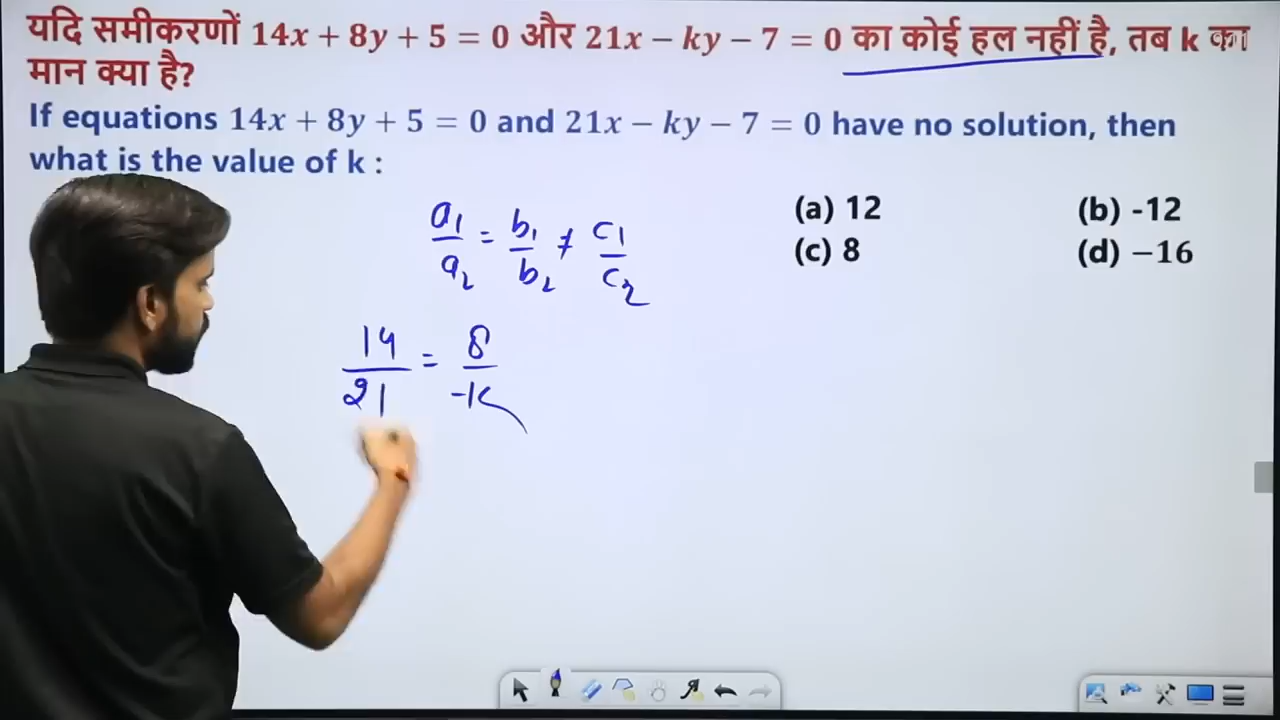 यदि समीकरणों 14x + 8y + 5 = 0 और 21x − ky − 7 = 0 का कोई हल नहीं है, तब k का
मान क्या है?
If equations 14x + 8y + 5 = 0 and 21x − ky − 7 = 0 have no solution, then
what is the value of k :
(a) 12 (b) -12
(c) 8 (d) −16
a₁/a₂ = b₁/b₂ ≠ c₁/c₂
14/21 = 8/-k